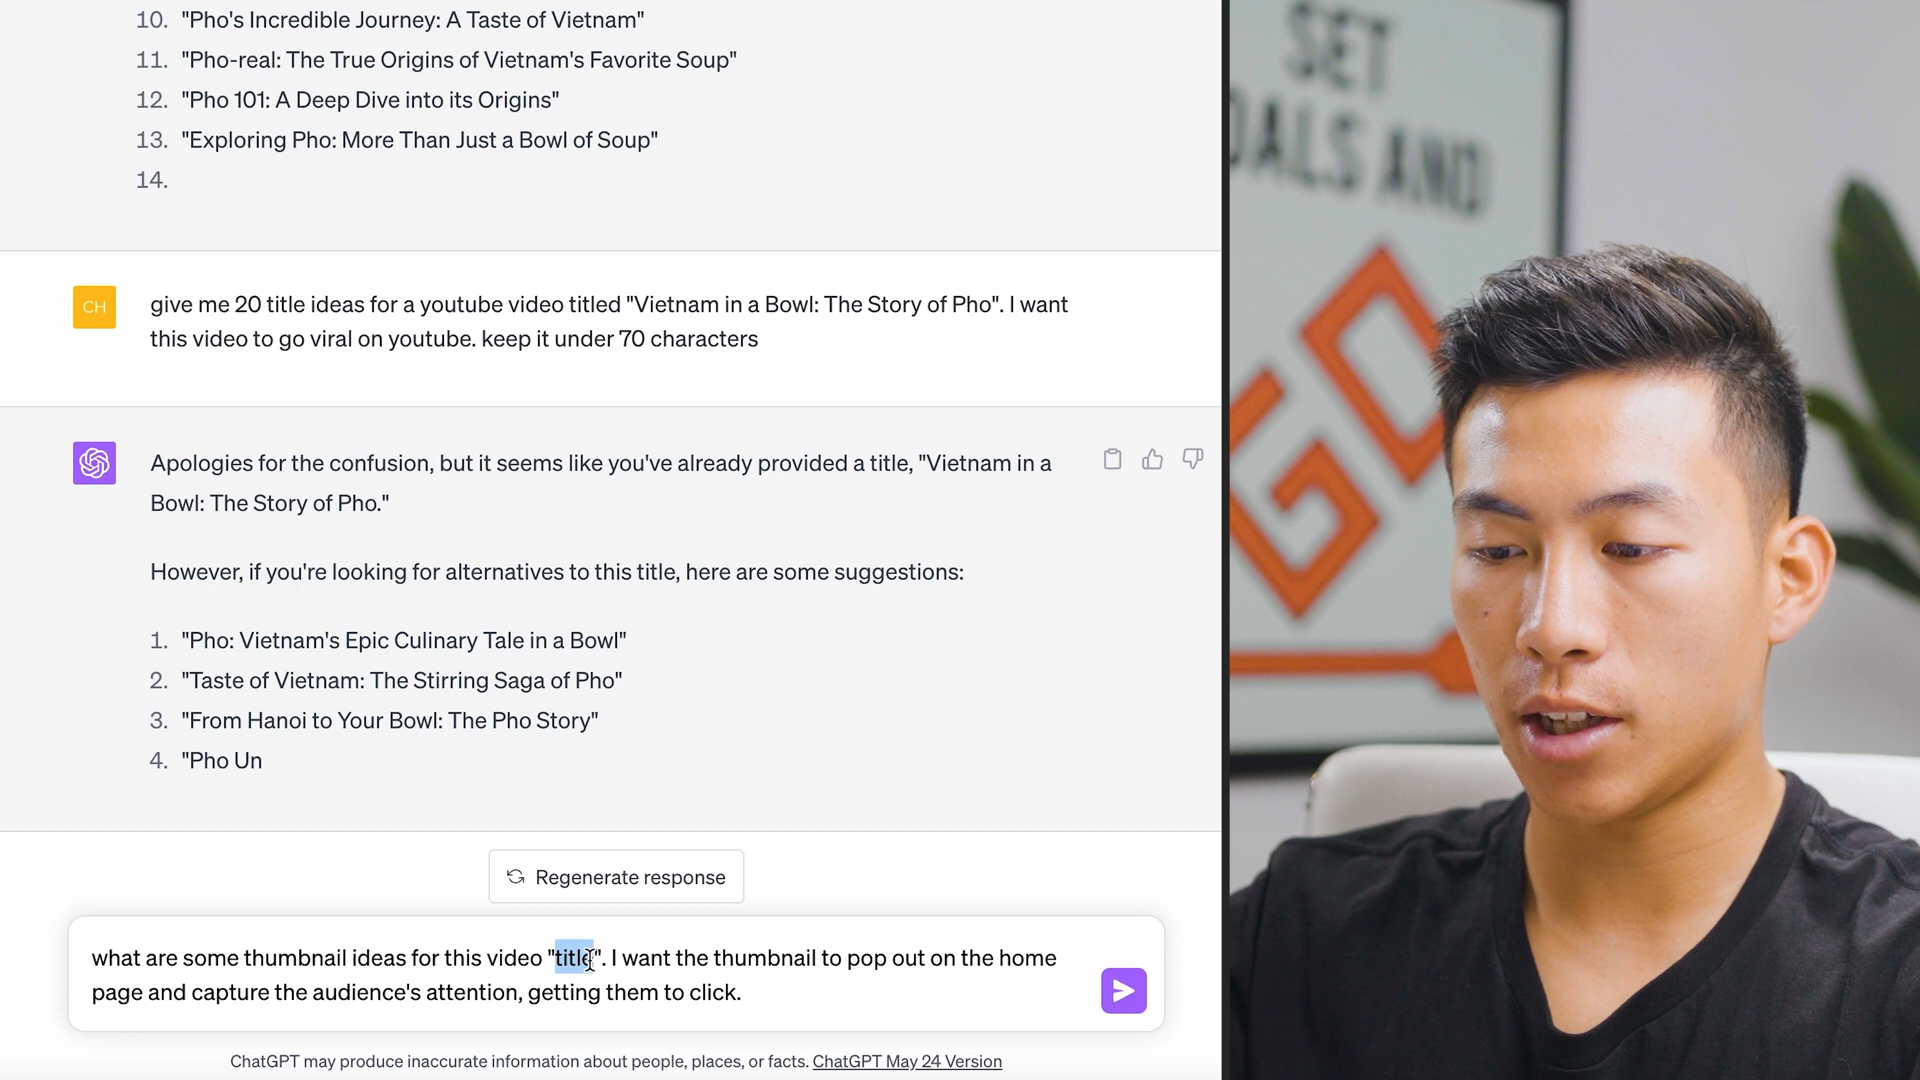 10. "Pho's Incredible Journey: A Taste of Vietnam"
11. "Pho-real: The True Origins of Vietnam's Favorite Soup"
12. "Pho 101: A Deep Dive into its Origins"
13. "Exploring Pho: More Than Just a Bowl of Soup"
14.
CH
give me 20 title ideas for a youtube video titled "Vietnam in a Bowl: The Story of Pho". I want
this video to go viral on youtube. keep it under 70 characters
Apologies for the confusion, but it seems like you've already provided a title, "Vietnam in a
Bowl: The Story of Pho."
However, if you're looking for alternatives to this title, here are some suggestions:
1. "Pho: Vietnam's Epic Culinary Tale in a Bowl"
2. "Taste of Vietnam: The Stirring Saga of Pho"
3. "From Hanoi to Your Bowl: The Pho Story"
4. "Pho Un
Regenerate response
what are some thumbnail ideas for this video "title". I want the thumbnail to pop out on the home
page and capture the audience's attention, getting them to click.
ChatGPT may produce inaccurate information about people, places, or facts. ChatGPT May 24 Version
SET
OALS AND
GO